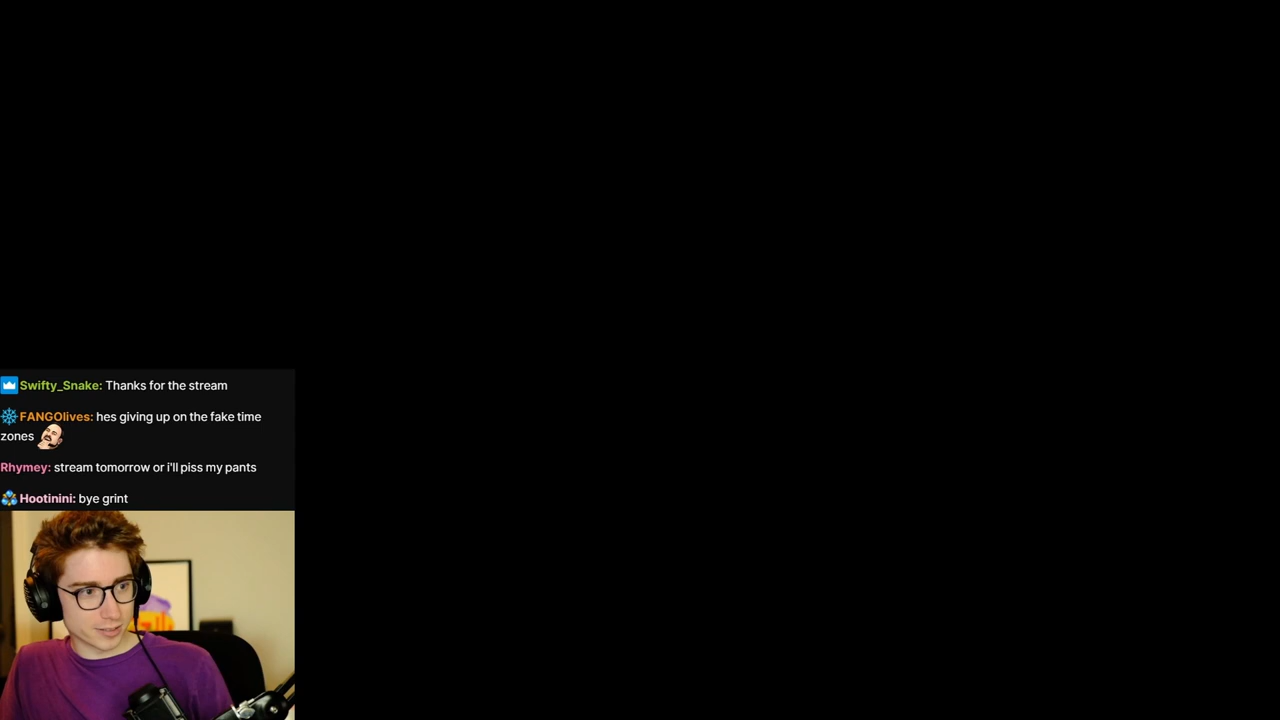 Swifty_Snake: Thanks for the stream
FANGOlives: hes giving up on the fake time
zones
Rhymey: stream tomorrow or i'll piss my pants
Hootinini: bye grint